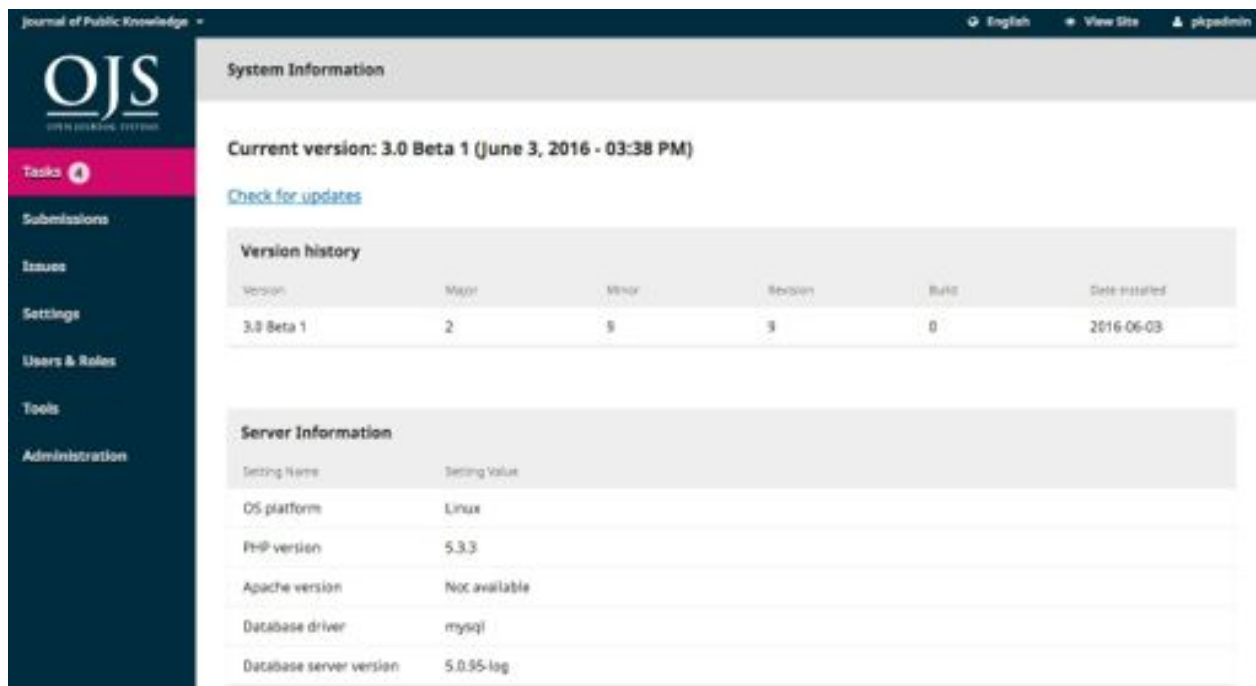 Journal of Public Knowledge English View Site pkpadmin
OJS
OPEN JOURNAL SYSTEMS
System Information
Current version: 3.0 Beta 1 (June 3, 2016 - 03:38 PM)
Tasks 4
Check for updates
Submissions
Issues
Settings
Users & Roles
Tools
Administration
Version history
Version Major Minor Revision Build Date installed
3.0 Beta 1 2 9 9 0 2016-06-03
Server Information
Setting Name Setting Value
OS platform Linux
PHP version 5.3.3
Apache version Not available
Database driver mysql
Database server version 5.0.95-log